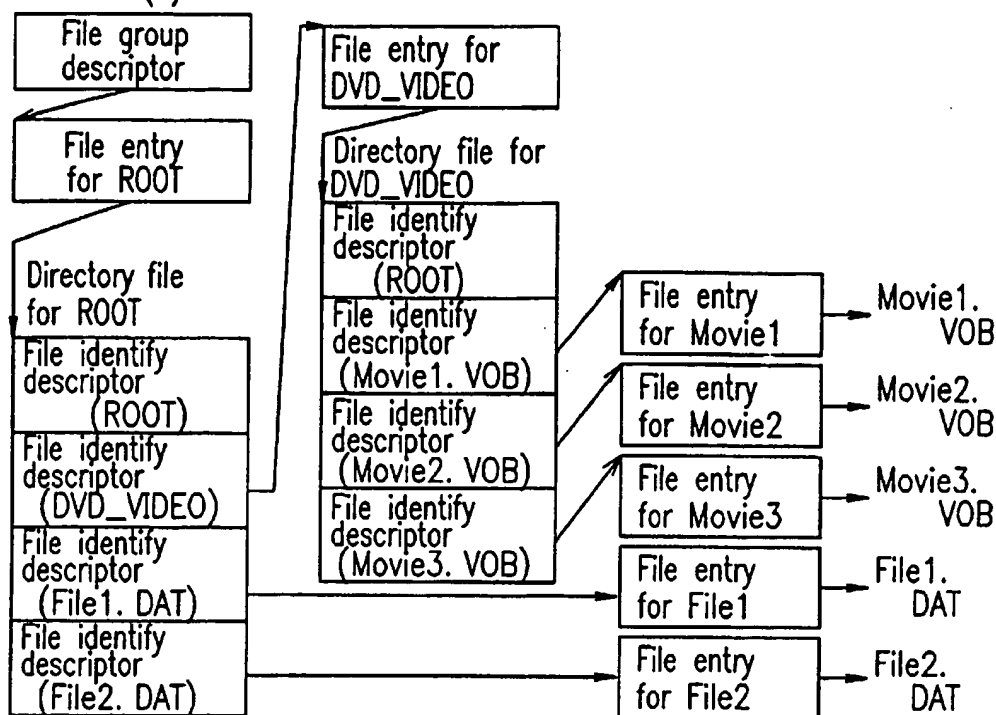 File group
descriptor
File entry
for ROOT
Directory file
for ROOT
File identify
descriptor
(ROOT)
File identify
descriptor
(DVD_VIDEO)
File identify
descriptor
(File1. DAT)
File identify
descriptor
(File2. DAT)
File entry for
DVD_VIDEO
Directory file for
DVD_VIDEO
File identify
descriptor
(ROOT)
File identify
descriptor
(Movie1. VOB)
File identify
descriptor
(Movie2. VOB)
File identify
descriptor
(Movie3. VOB)
File entry
for Movie1
Movie1.
VOB
File entry
for Movie2
Movie2.
VOB
File entry
for Movie3
Movie3.
VOB
File entry
for File1
File1.
DAT
File entry
for File2
File2.
DAT